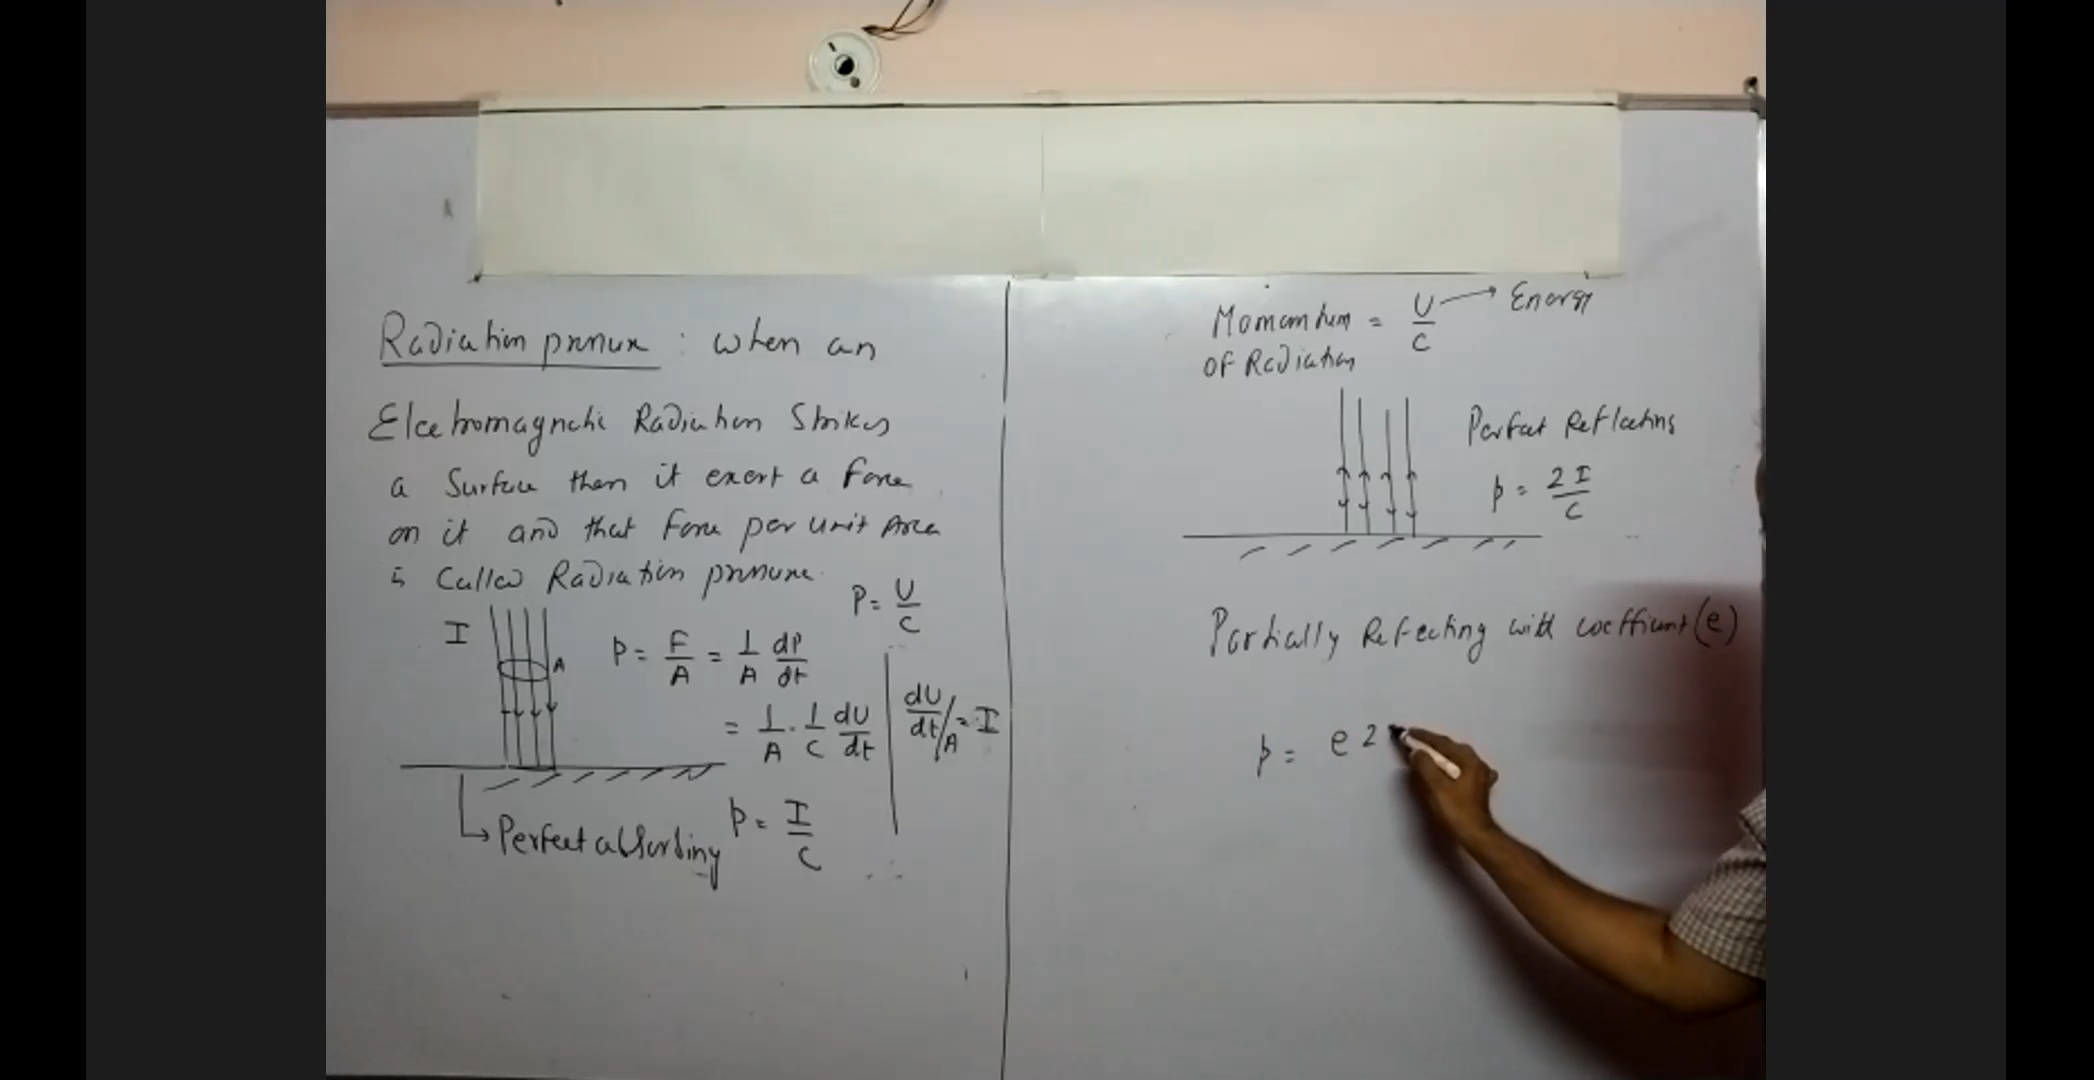 Radiation pressure : when an
Electromagnetic Radiation Strikes
a Surface then it exert a force
on it and that force per unit Area
is Called Radiation pressure.
P = U/C
I
A
p = F/A = 1/A dP/dt
= 1/A . 1/C dU/dt
dU/dt/A = I
p = I/C
Perfect absorbing
Momentum of Radiation = U/C → Energy
Perfect Reflecting
p = 2I/C
Partially Reflecting with coefficient (e)
p = e 2